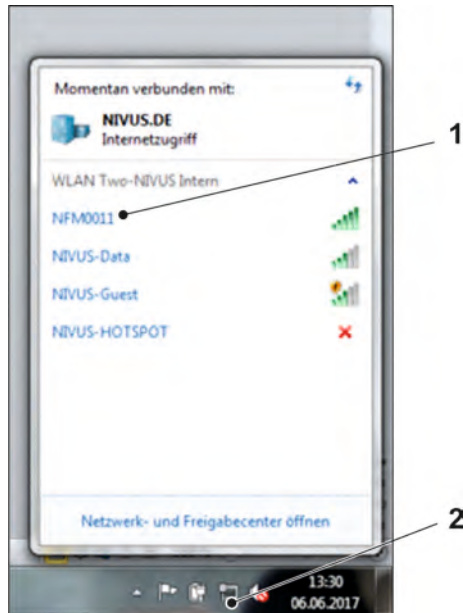 Momentan verbunden mit:
NIVUS.DE
Internetzugriff
1
WLAN Two-NIVUS Intern
NFM0011
NIVUS-Data
NIVUS-Guest
NIVUS-HOTSPOT
Netzwerk- und Freigabecenter öffnen
2
13:30
06.06.2017